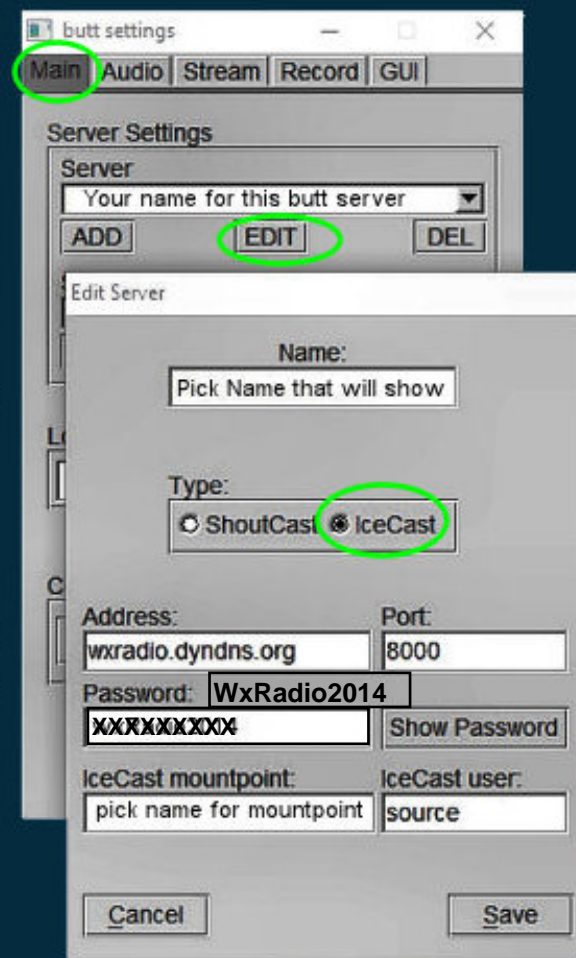 butt settings
Main Audio Stream Record GUI
Server Settings
Server
Your name for this butt server
ADD EDIT DEL
Edit Server
Name:
Pick Name that will show
Type:
ShoutCast IceCast
Address: Port:
wxradio.dyndns.org 8000
Password: WxRadio2014
Show Password
IceCast mountpoint: IceCast user:
pick name for mountpoint source
Cancel Save